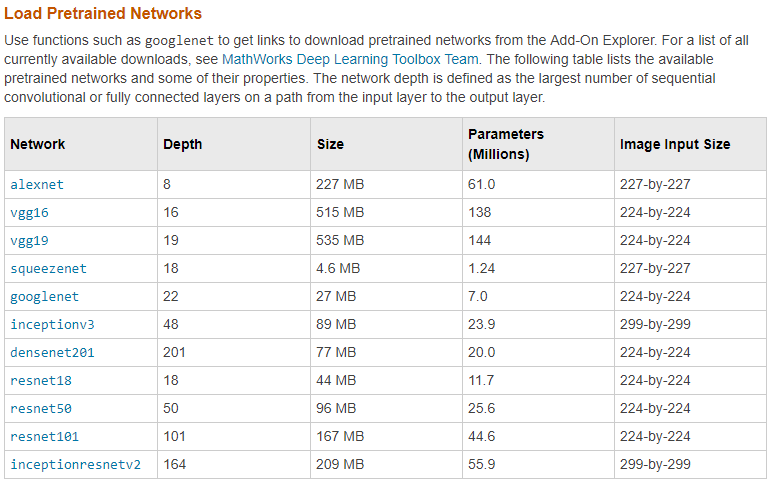 Load Pretrained Networks
Use functions such as googlenet to get links to download pretrained networks from the Add-On Explorer. For a list of all
currently available downloads, see MathWorks Deep Learning Toolbox Team. The following table lists the available
pretrained networks and some of their properties. The network depth is defined as the largest number of sequential
convolutional or fully connected layers on a path from the input layer to the output layer.
Network Depth Size Parameters (Millions) Image Input Size
alexnet 8 227 MB 61.0 227-by-227
vgg16 16 515 MB 138 224-by-224
vgg19 19 535 MB 144 224-by-224
squeezenet 18 4.6 MB 1.24 227-by-227
googlenet 22 27 MB 7.0 224-by-224
inceptionv3 48 89 MB 23.9 299-by-299
densenet201 201 77 MB 20.0 224-by-224
resnet18 18 44 MB 11.7 224-by-224
resnet50 50 96 MB 25.6 224-by-224
resnet101 101 167 MB 44.6 224-by-224
inceptionresnetv2 164 209 MB 55.9 299-by-299